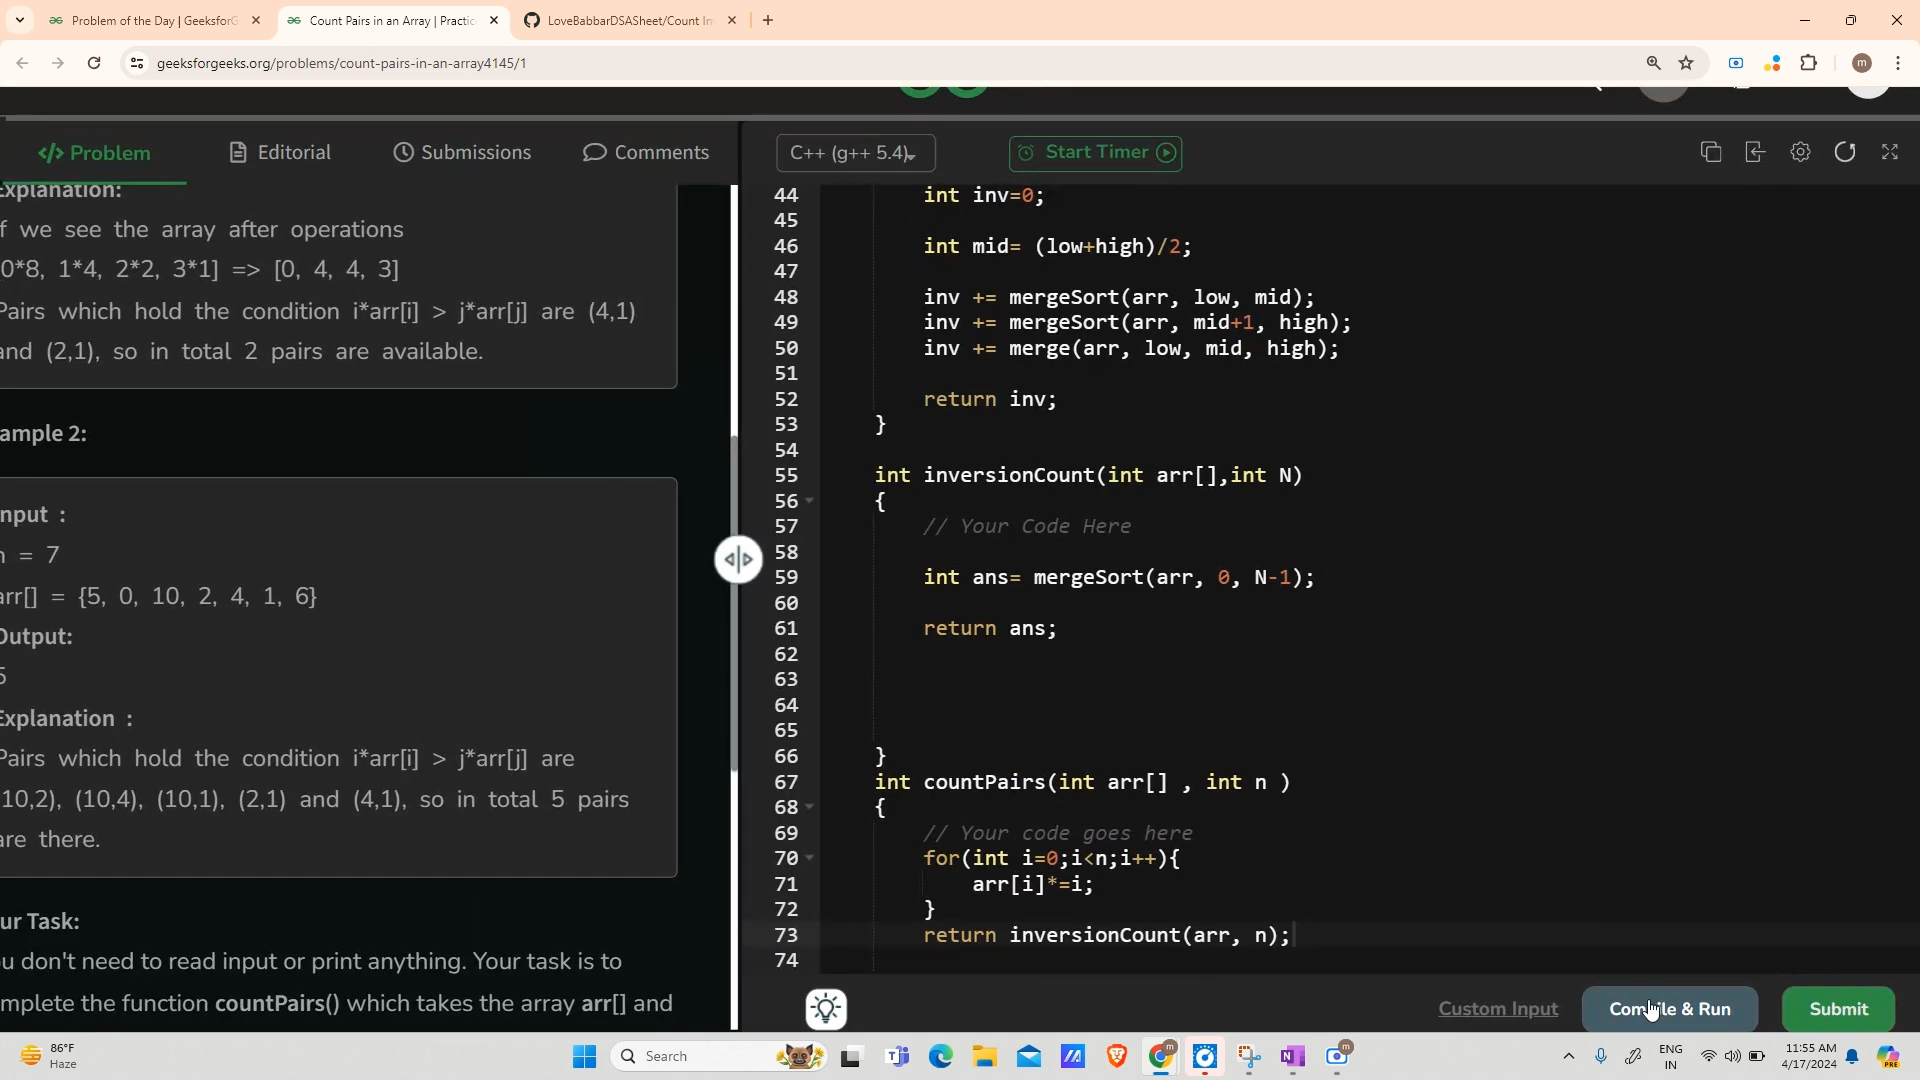 Problem of the Day | GeeksforG
Count Pairs in an Array | Practic
LoveBabbarDSASheet/Count In
geeksforgeeks.org/problems/count-pairs-in-an-array4145/1
m
</> Problem
Editorial
Submissions
Comments
C++ (g++ 5.4)
Start Timer
Explanation:
f we see the array after operations
0*8, 1*4, 2*2, 3*1] => [0, 4, 4, 3]
Pairs which hold the condition i*arr[i] > j*arr[j] are (4,1)
and (2,1), so in total 2 pairs are available.
ample 2:
nput :
n = 7
arr[] = {5, 0, 10, 2, 4, 1, 6}
Output:
5
Explanation :
Pairs which hold the condition i*arr[i] > j*arr[j] are
10,2), (10,4), (10,1), (2,1) and (4,1), so in total 5 pairs
are there.
ur Task:
u don't need to read input or print anything. Your task is to
mplete the function countPairs() which takes the array arr[] and
44 int inv=0;
45
46 int mid= (low+high)/2;
47
48 inv += mergeSort(arr, low, mid);
49 inv += mergeSort(arr, mid+1, high);
50 inv += merge(arr, low, mid, high);
51
52 return inv;
53 }
54
55 int inversionCount(int arr[],int N)
56 {
57 // Your Code Here
58
59 int ans= mergeSort(arr, 0, N-1);
60
61 return ans;
62
63
64
65
66 }
67 int countPairs(int arr[] , int n )
68 {
69 // Your code goes here
70 for(int i=0;i<n;i++){
71 arr[i]*=i;
72 }
73 return inversionCount(arr, n);
74
Custom Input
Compile & Run
Submit
86°F
Haze
Search
ENG
IN
11:55 AM
4/17/2024